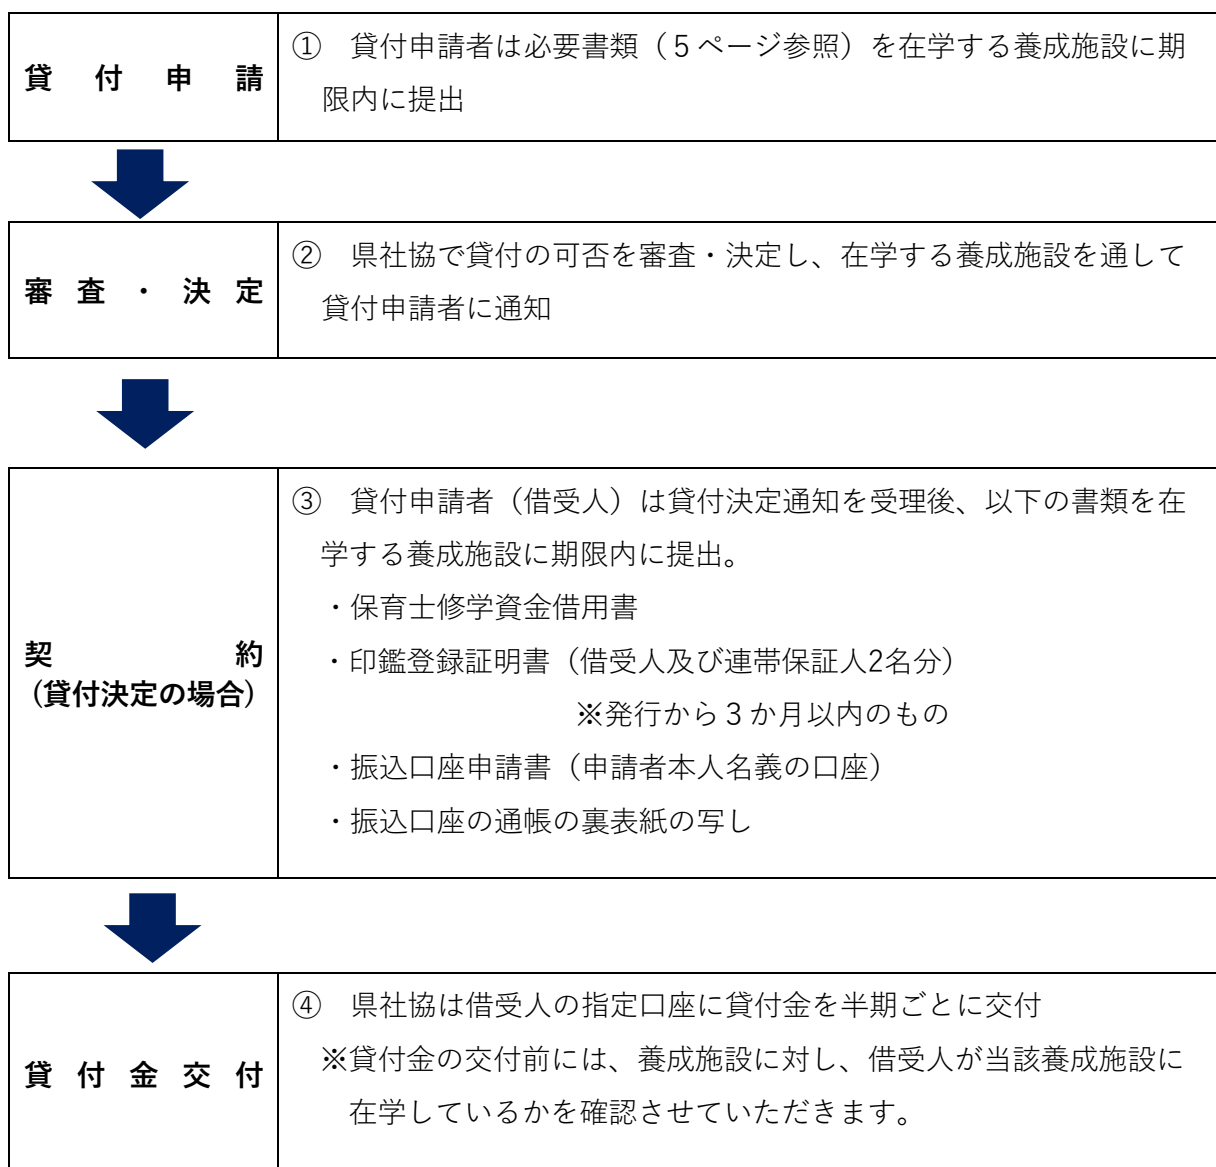 貸付申請
① 貸付申請者は必要書類（５ページ参照）を在学する養成施設に期
限内に提出
審査・決定
② 県社協で貸付の可否を審査・決定し、在学する養成施設を通して
貸付申請者に通知
契約
（貸付決定の場合）
③ 貸付申請者（借受人）は貸付決定通知を受理後、以下の書類を在
学する養成施設に期限内に提出。
・保育士修学資金借用書
・印鑑登録証明書（借受人及び連帯保証人2名分）
※発行から３か月以内のもの
・振込口座申請書（申請者本人名義の口座）
・振込口座の通帳の裏表紙の写し
貸付金交付
④ 県社協は借受人の指定口座に貸付金を半期ごとに交付
※貸付金の交付前には、養成施設に対し、借受人が当該養成施設に
在学しているかを確認させていただきます。